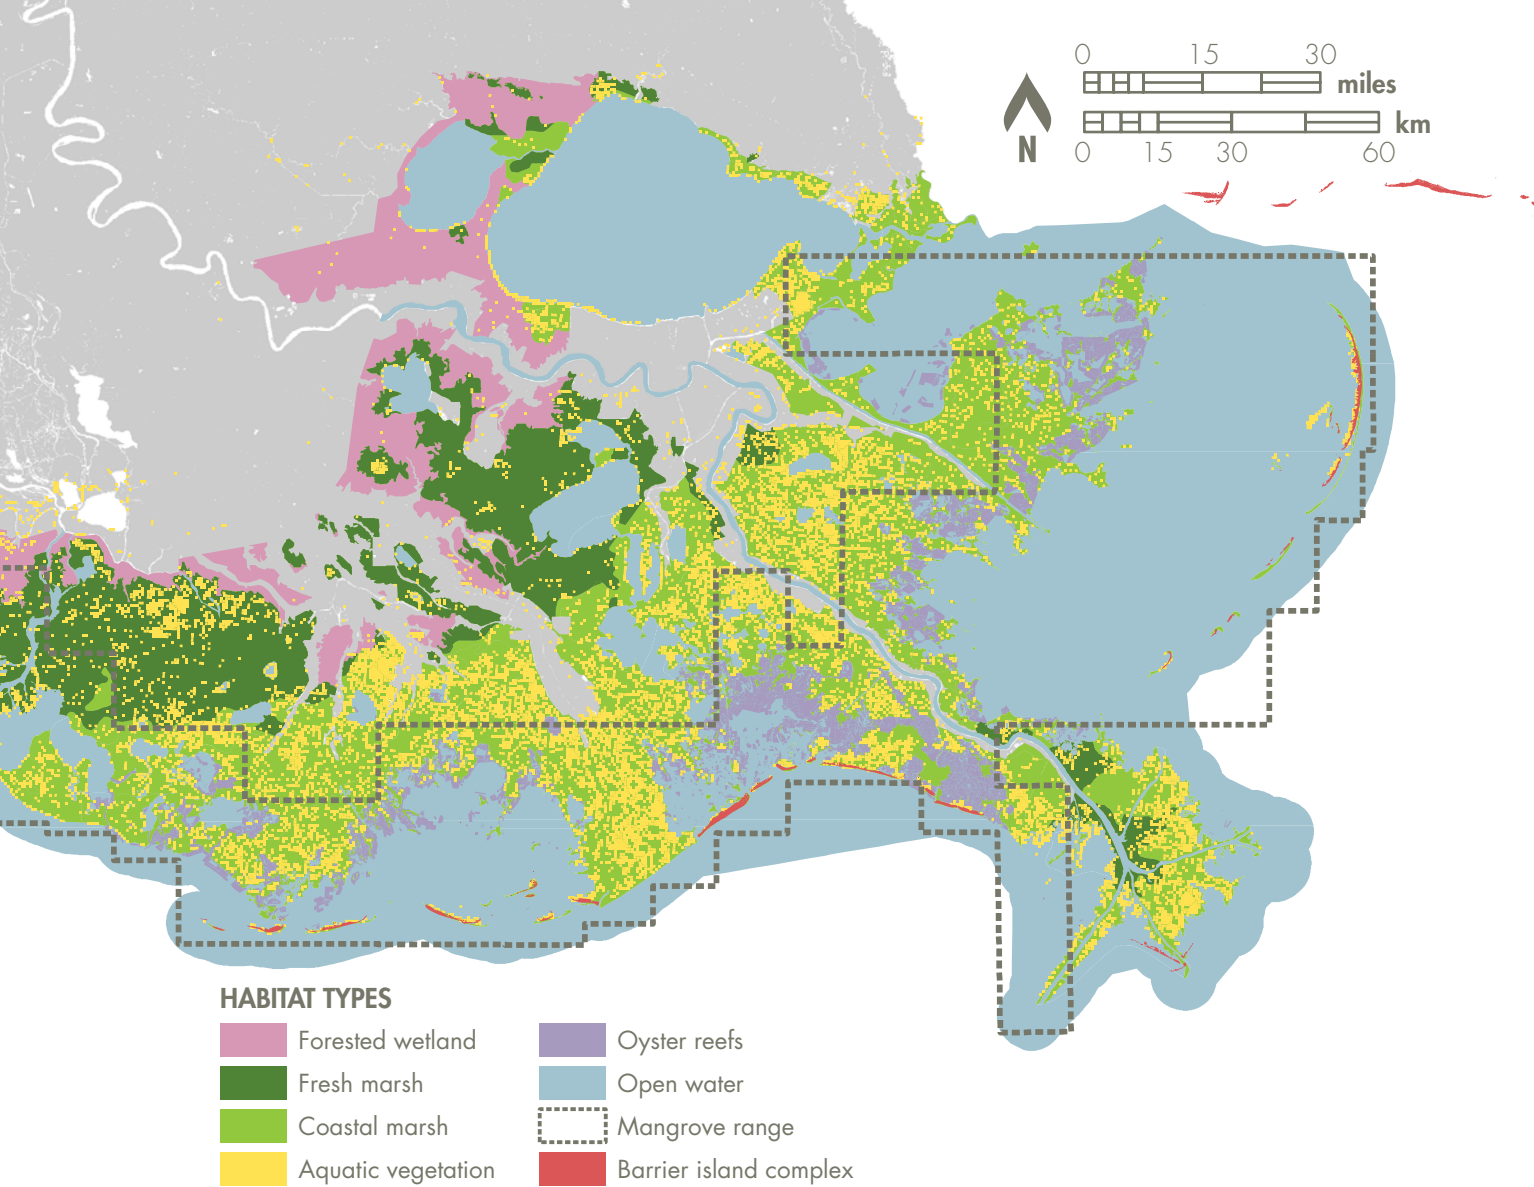 0 15 30
miles
km
N
0 15 30 60
HABITAT TYPES
Forested wetland
Fresh marsh
Coastal marsh
Aquatic vegetation
Oyster reefs
Open water
Mangrove range
Barrier island complex